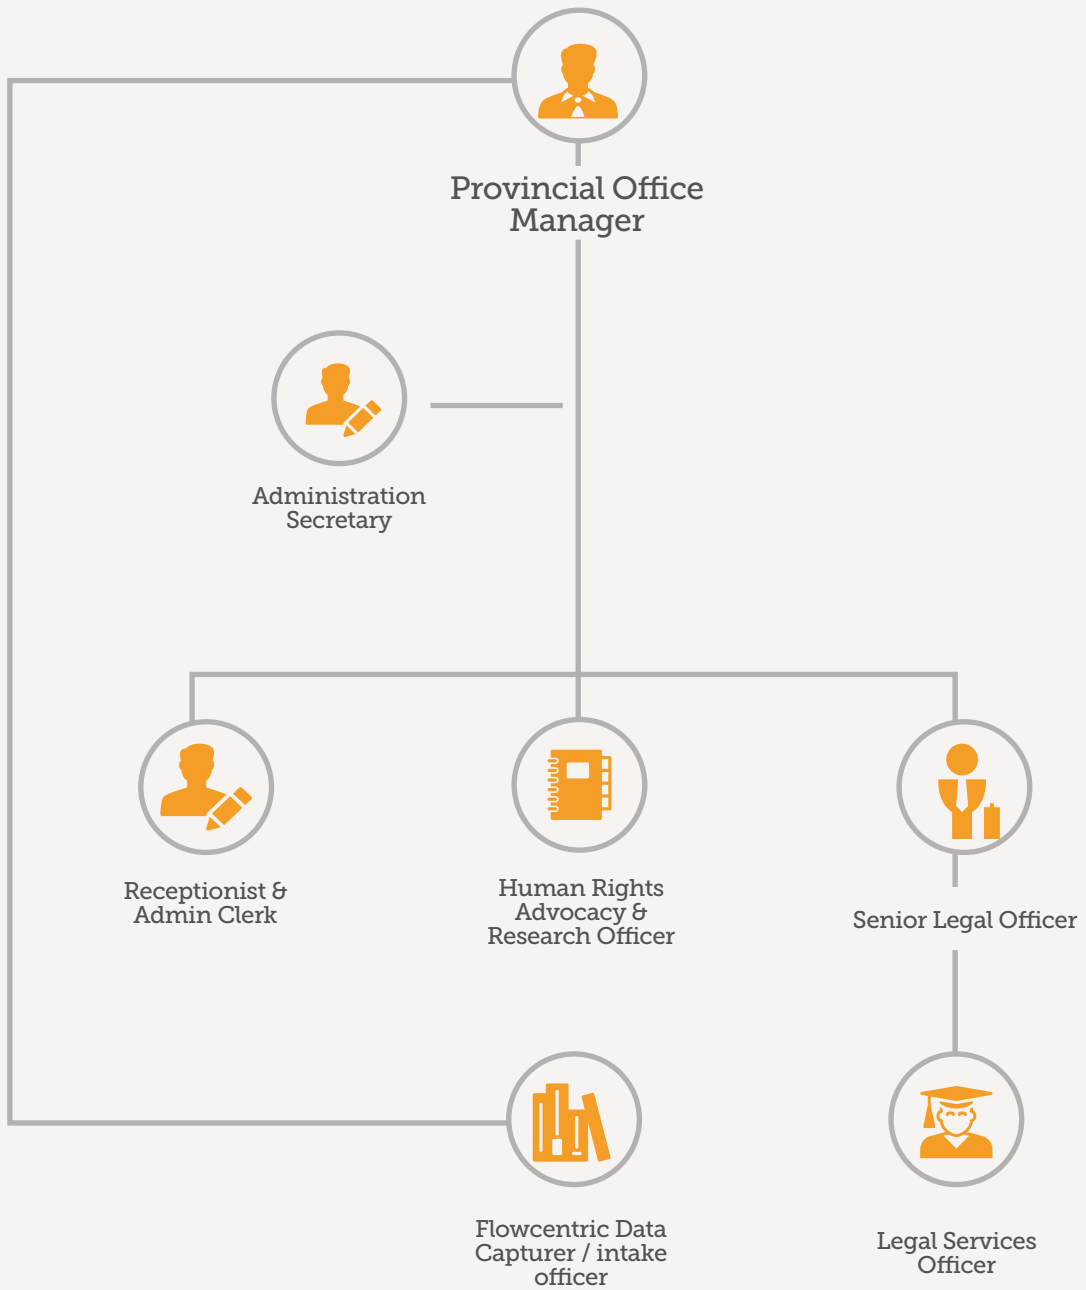 Provincial Office
Manager
Administration
Secretary
Receptionist &
Admin Clerk
Human Rights
Advocacy &
Research Officer
Senior Legal Officer
Flowcentric Data
Capturer / intake
officer
Legal Services
Officer